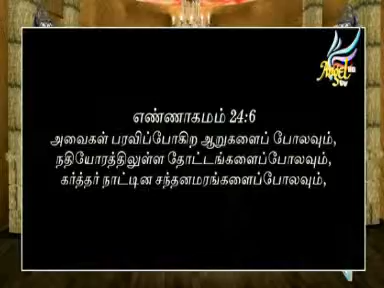 Angel
எண்ணாகமம் 24:6
அவைகள் பரவிப்போகிற ஆறுகளைப் போலவும்,
நதியோரத்திலுள்ள தோட்டங்களைப்போலவும்,
கர்த்தர் நாட்டின சந்தனமரங்களைப்போலவும்,